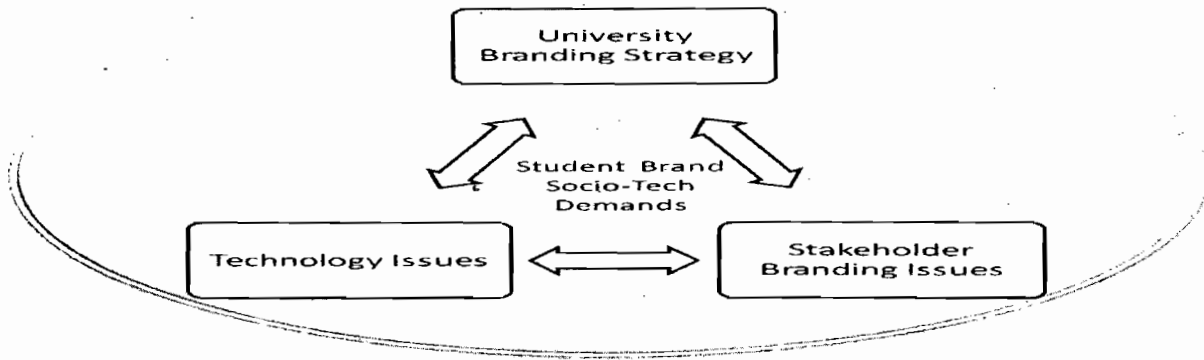 University
Branding Strategy
Student Brand
Socio-Tech
Demands
Technology Issues
Stakeholder
Branding Issues